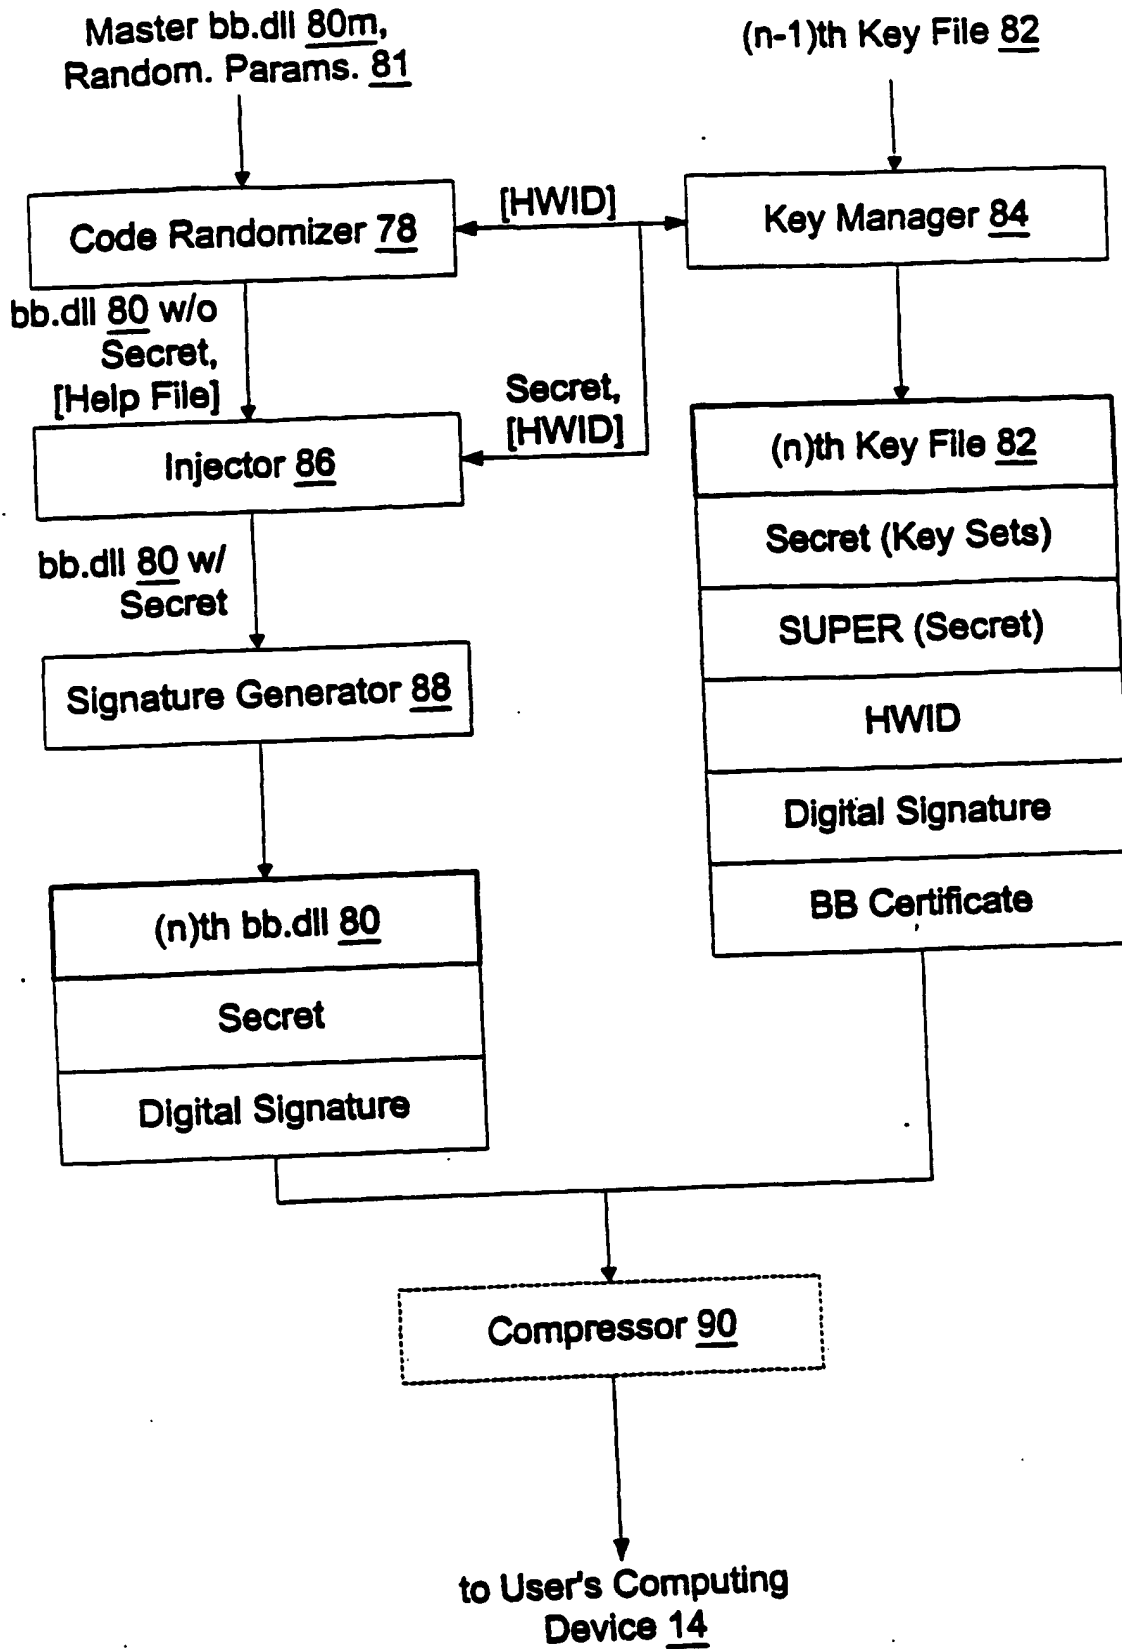 Master bb.dll 80m,
Random. Params. 81
(n-1)th Key File 82
Code Randomizer 78
[HWID]
Key Manager 84
bb.dll 80 w/o
Secret,
[Help File]
Secret,
[HWID]
Injector 86
(n)th Key File 82
Secret (Key Sets)
SUPER (Secret)
HWID
Digital Signature
BB Certificate
bb.dll 80 w/
Secret
Signature Generator 88
(n)th bb.dll 80
Secret
Digital Signature
Compressor 90
to User's Computing
Device 14